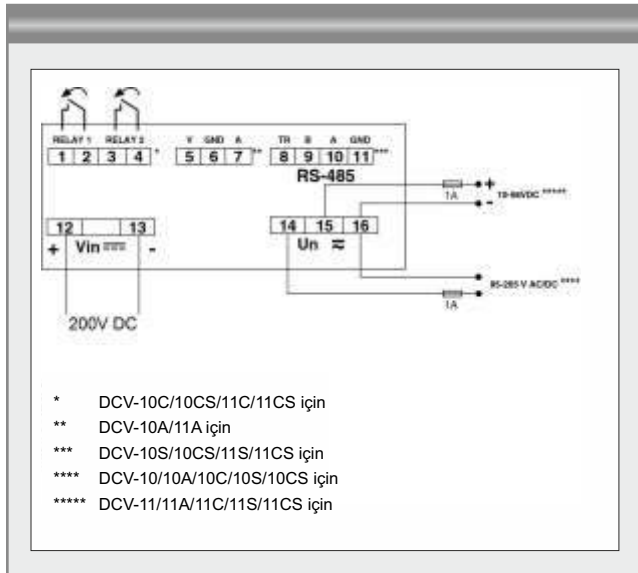 RELAY 1 RELAY 2 V GND A TR B A GND
1 2 3 4 * 5 6 7 ** 8 9 10 11 ***
RS-485
1A + -
12 13 14 15 16
+ Vin - Un
95-265 V AC/DC ****
1A
200V DC
* DCV-10C/10CS/11C/11CS için
** DCV-10A/11A için
*** DCV-10S/10CS/11S/11CS için
**** DCV-10/10A/10C/10S/10CS için
***** DCV-11/11A/11C/11S/11CS için